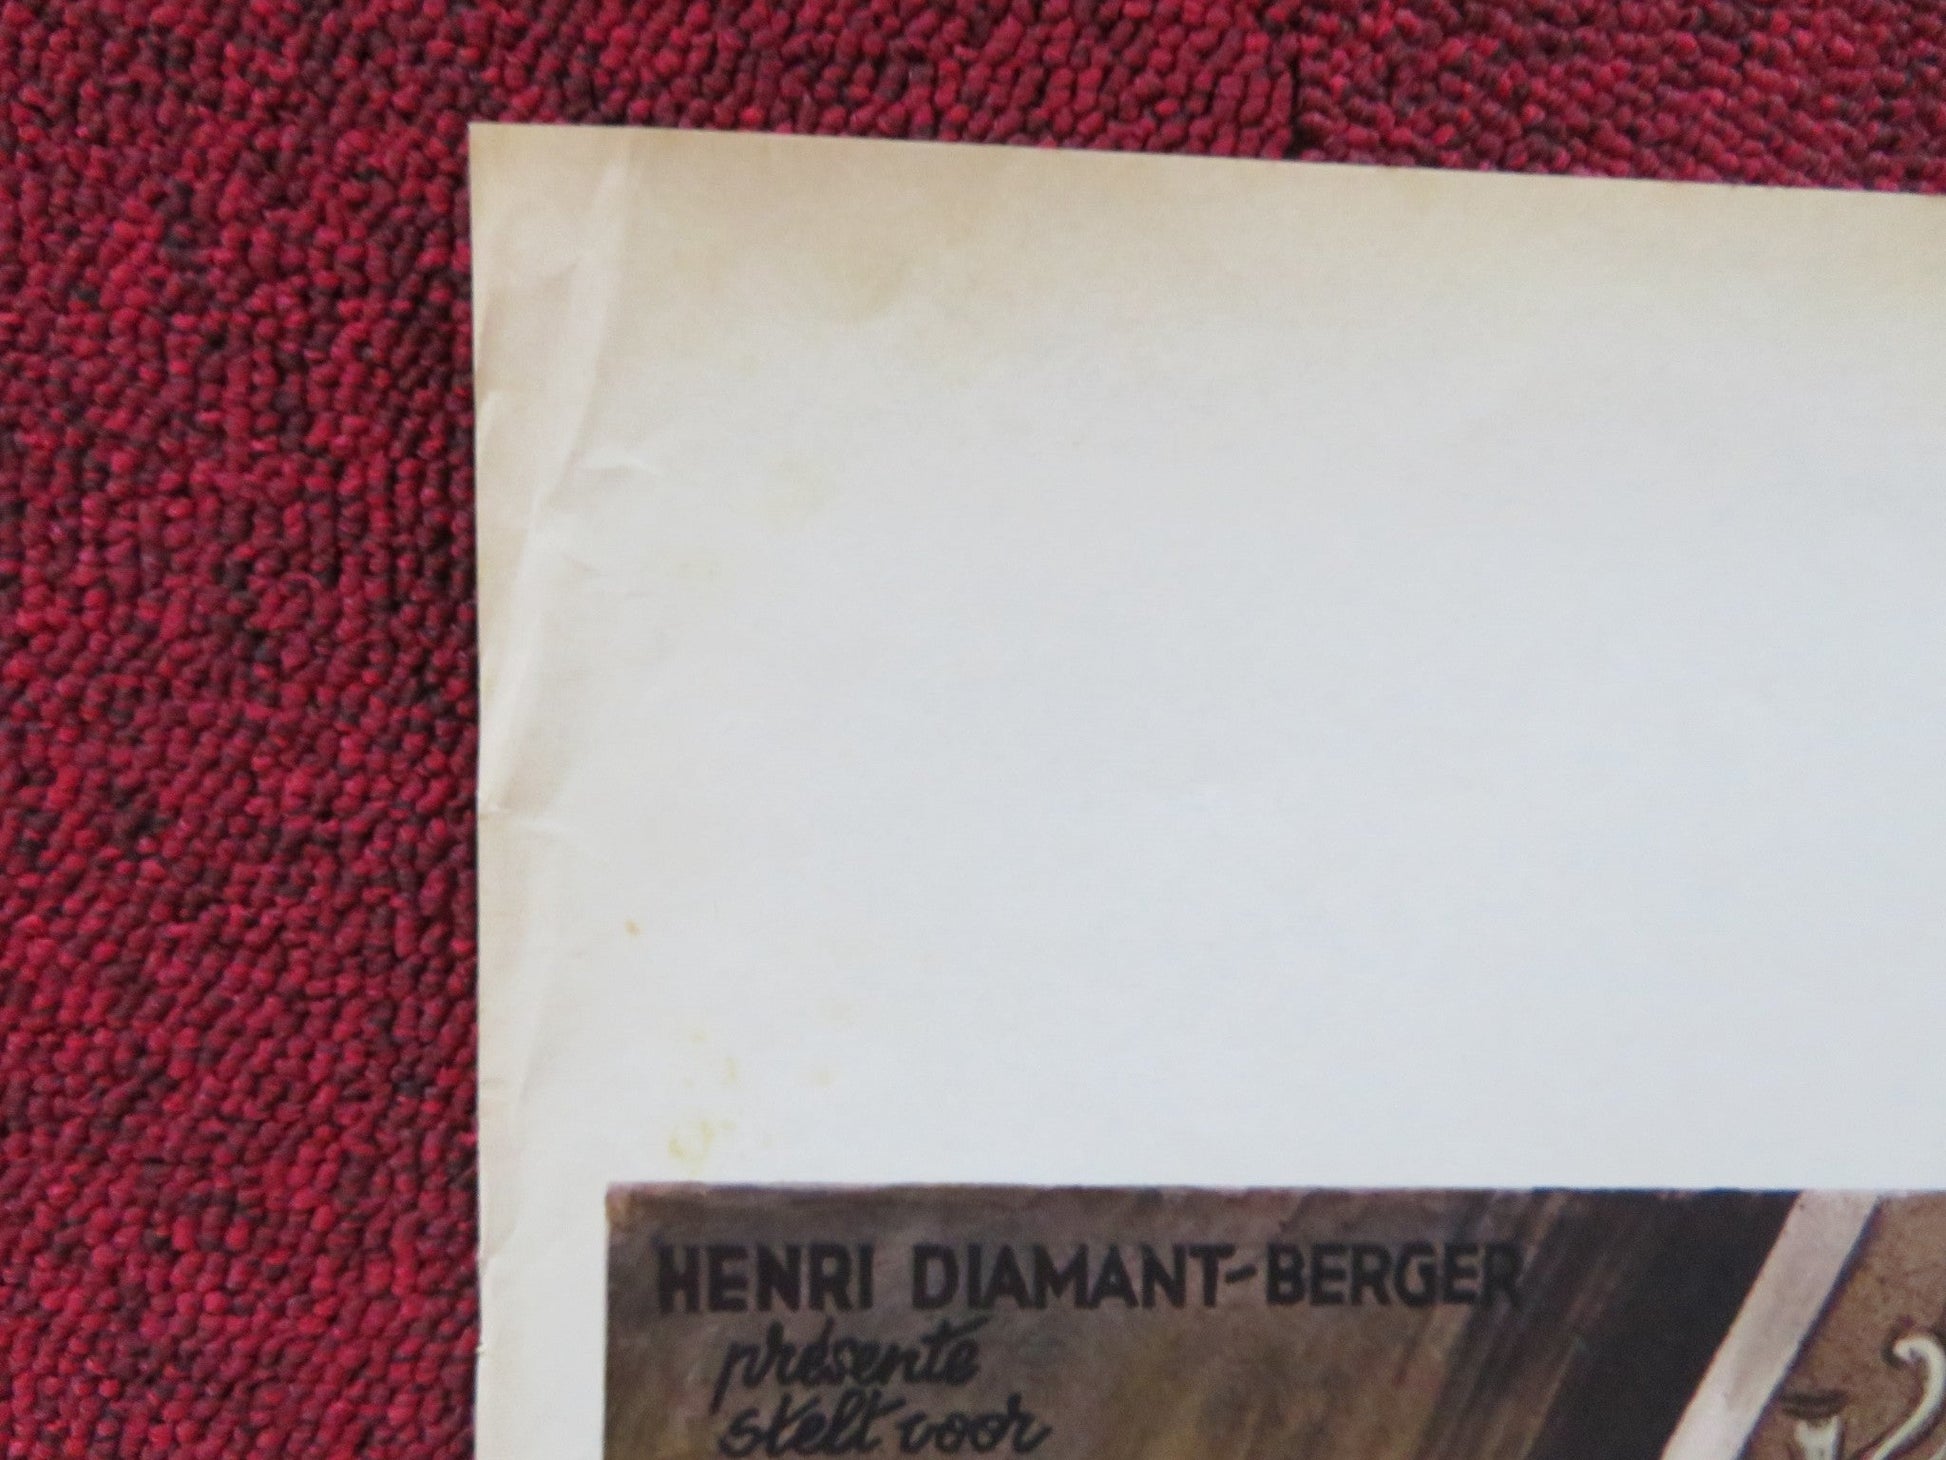 HENRI DIAMANT-BERGER
présente
stelt voor